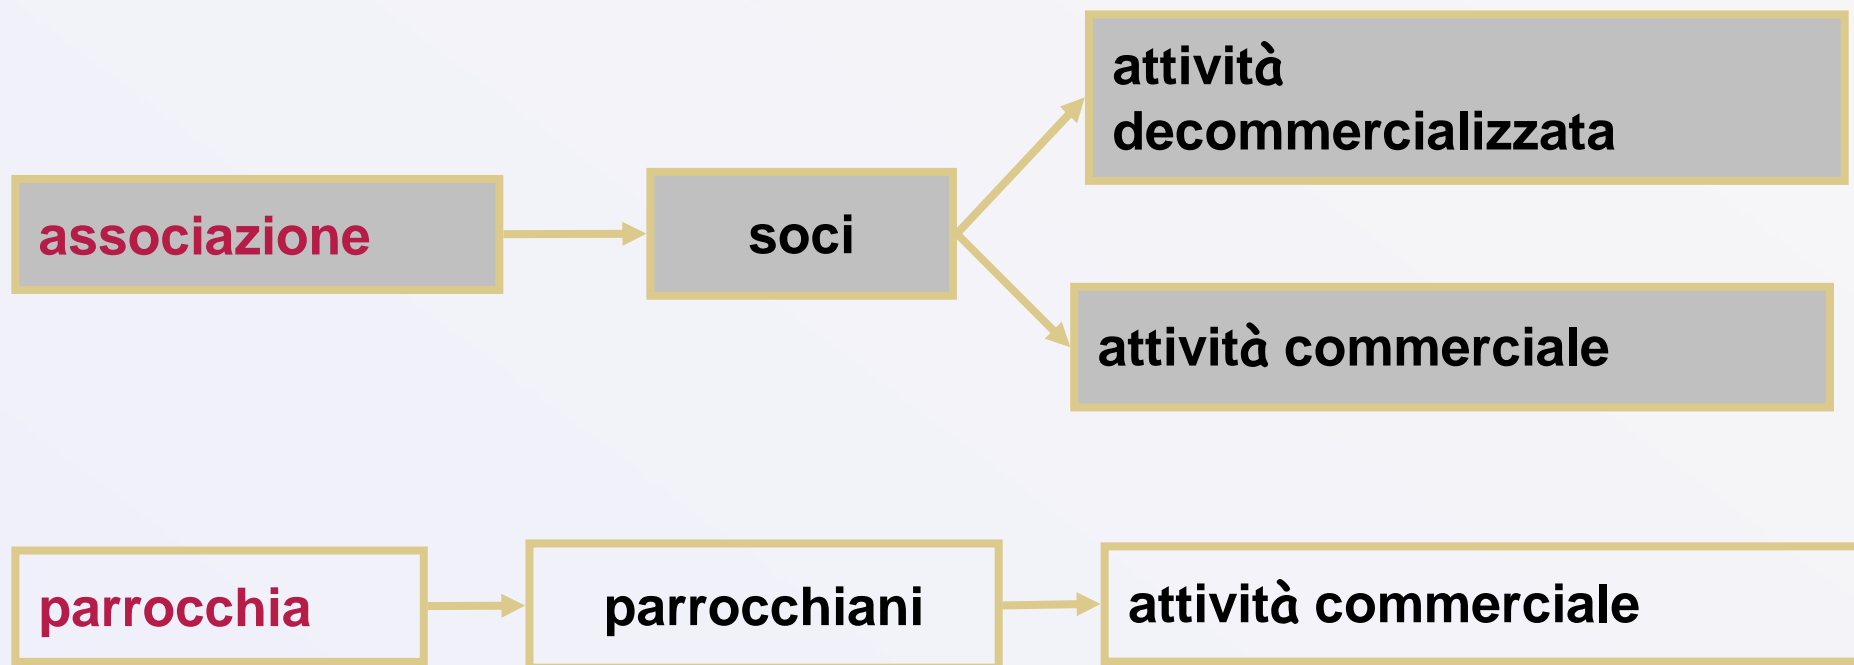 attività
decommercializzata
associazione
soci
attività commerciale
parrocchia
parrocchiani
attività commerciale